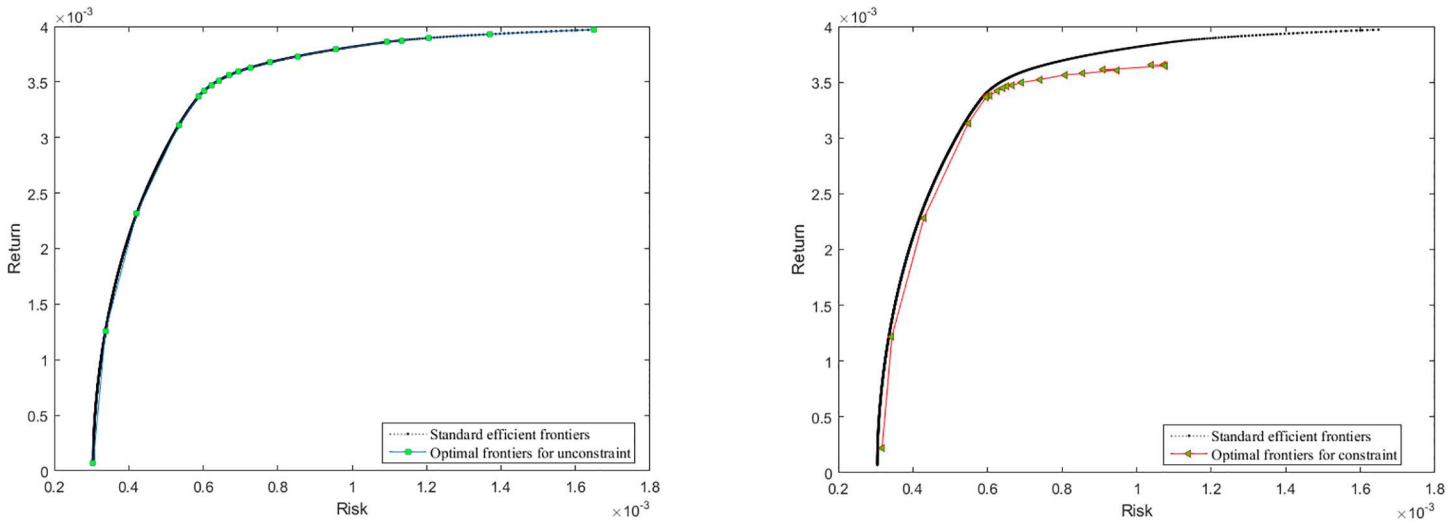 ×10⁻³
4
3.5
3
2.5
2
1.5
1
0.5
0
Return
0.2 0.4 0.6 0.8 1 1.2 1.4 1.6 1.8
Risk
×10⁻³
Standard efficient frontiers
Optimal frontiers for unconstraint
×10⁻³
4
3.5
3
2.5
2
1.5
1
0.5
0
Return
0.2 0.4 0.6 0.8 1 1.2 1.4 1.6 1.8
Risk
×10⁻³
Standard efficient frontiers
Optimal frontiers for constraint